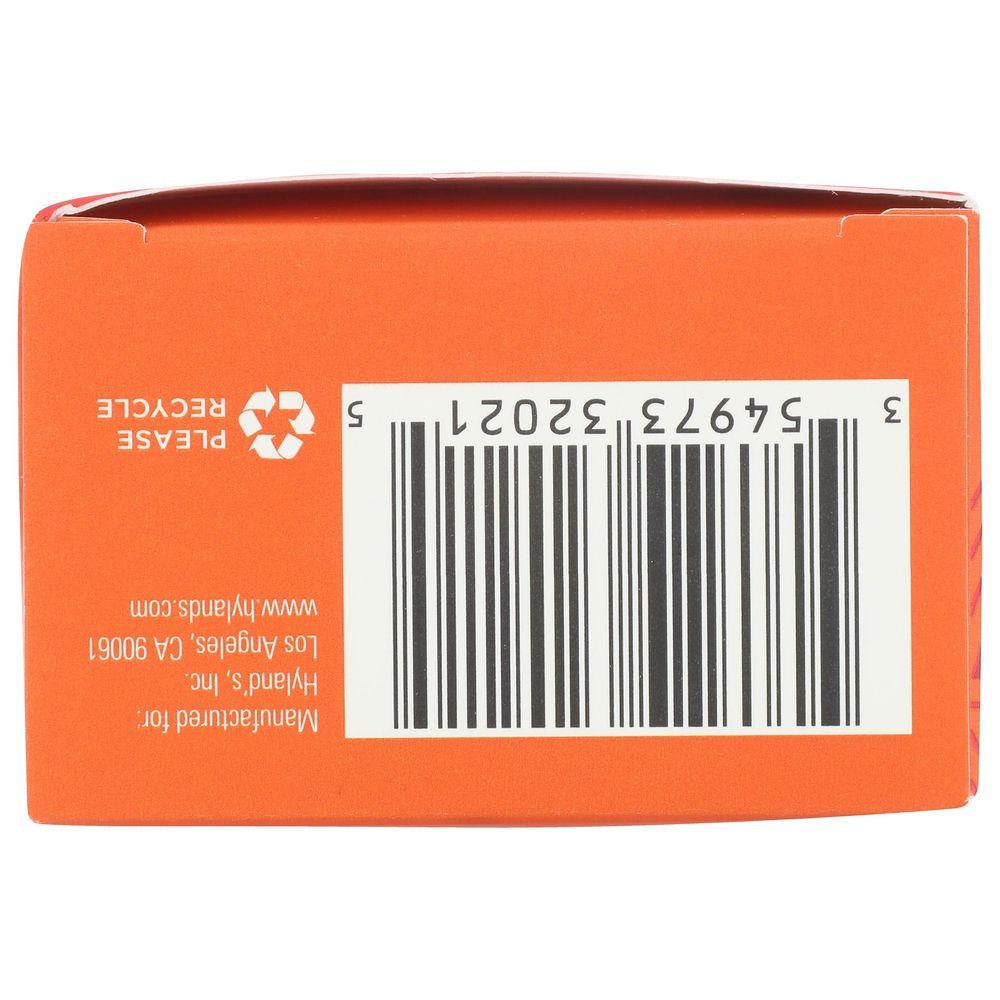 Manufactured for:
Hyland's, Inc.
Los Angeles, CA 90061
www.hylands.com
PLEASE
RECYCLE
3 54973 32021 5